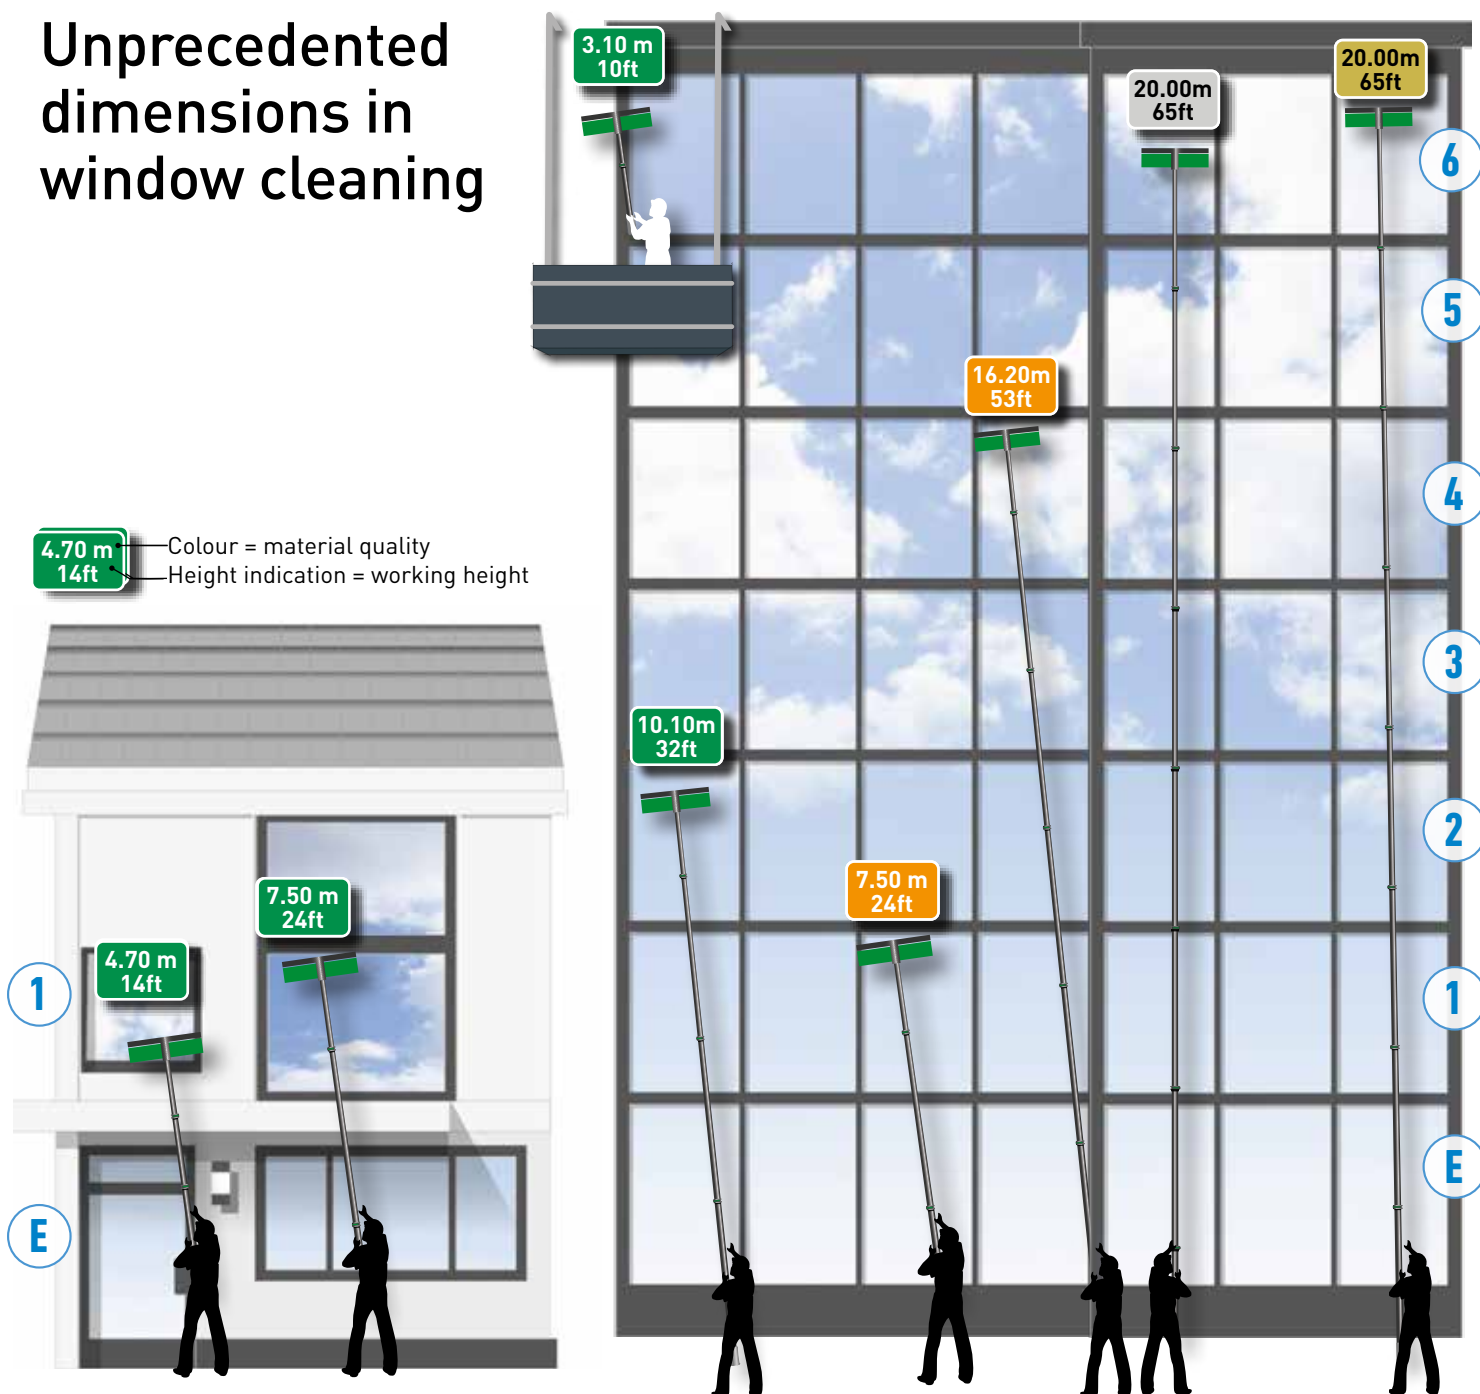 Unprecedented
dimensions in
window cleaning
3.10 m
10ft
20.00m
65ft
20.00m
65ft
6
5
16.20m
53ft
4
4.70 m
14ft
Colour = material quality
Height indication = working height
3
10.10m
32ft
2
7.50 m
24ft
7.50 m
24ft
4.70 m
14ft
1
1
E
E